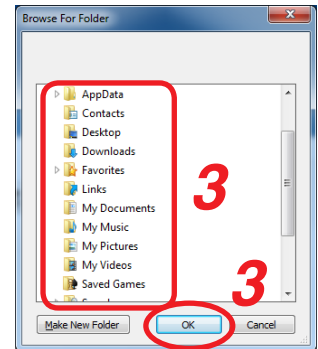 Browse For Folder
AppData
Contacts
Desktop
Downloads
Favorites
Links
My Documents
My Music
My Pictures
My Videos
Saved Games
3
3
Make New Folder
OK
Cancel